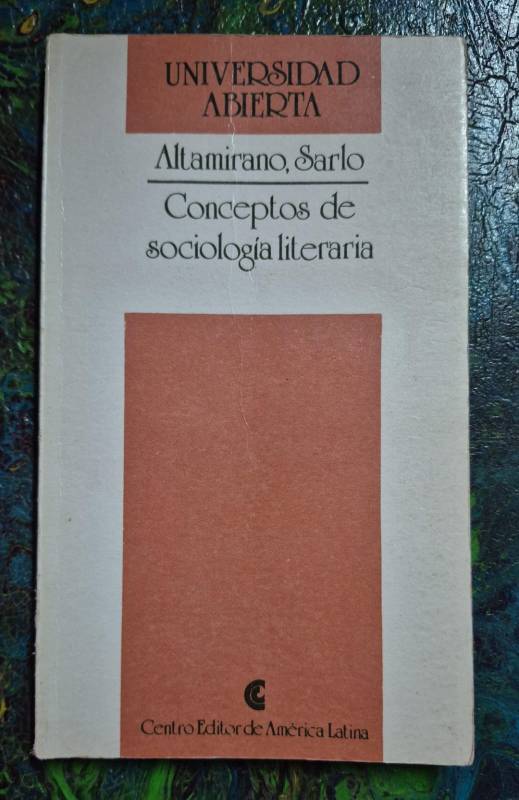 UNIVERSIDAD
ABIERTA
Altamirano, Sarlo
Conceptos de
sociología literaria
Centro Editor de América Latina